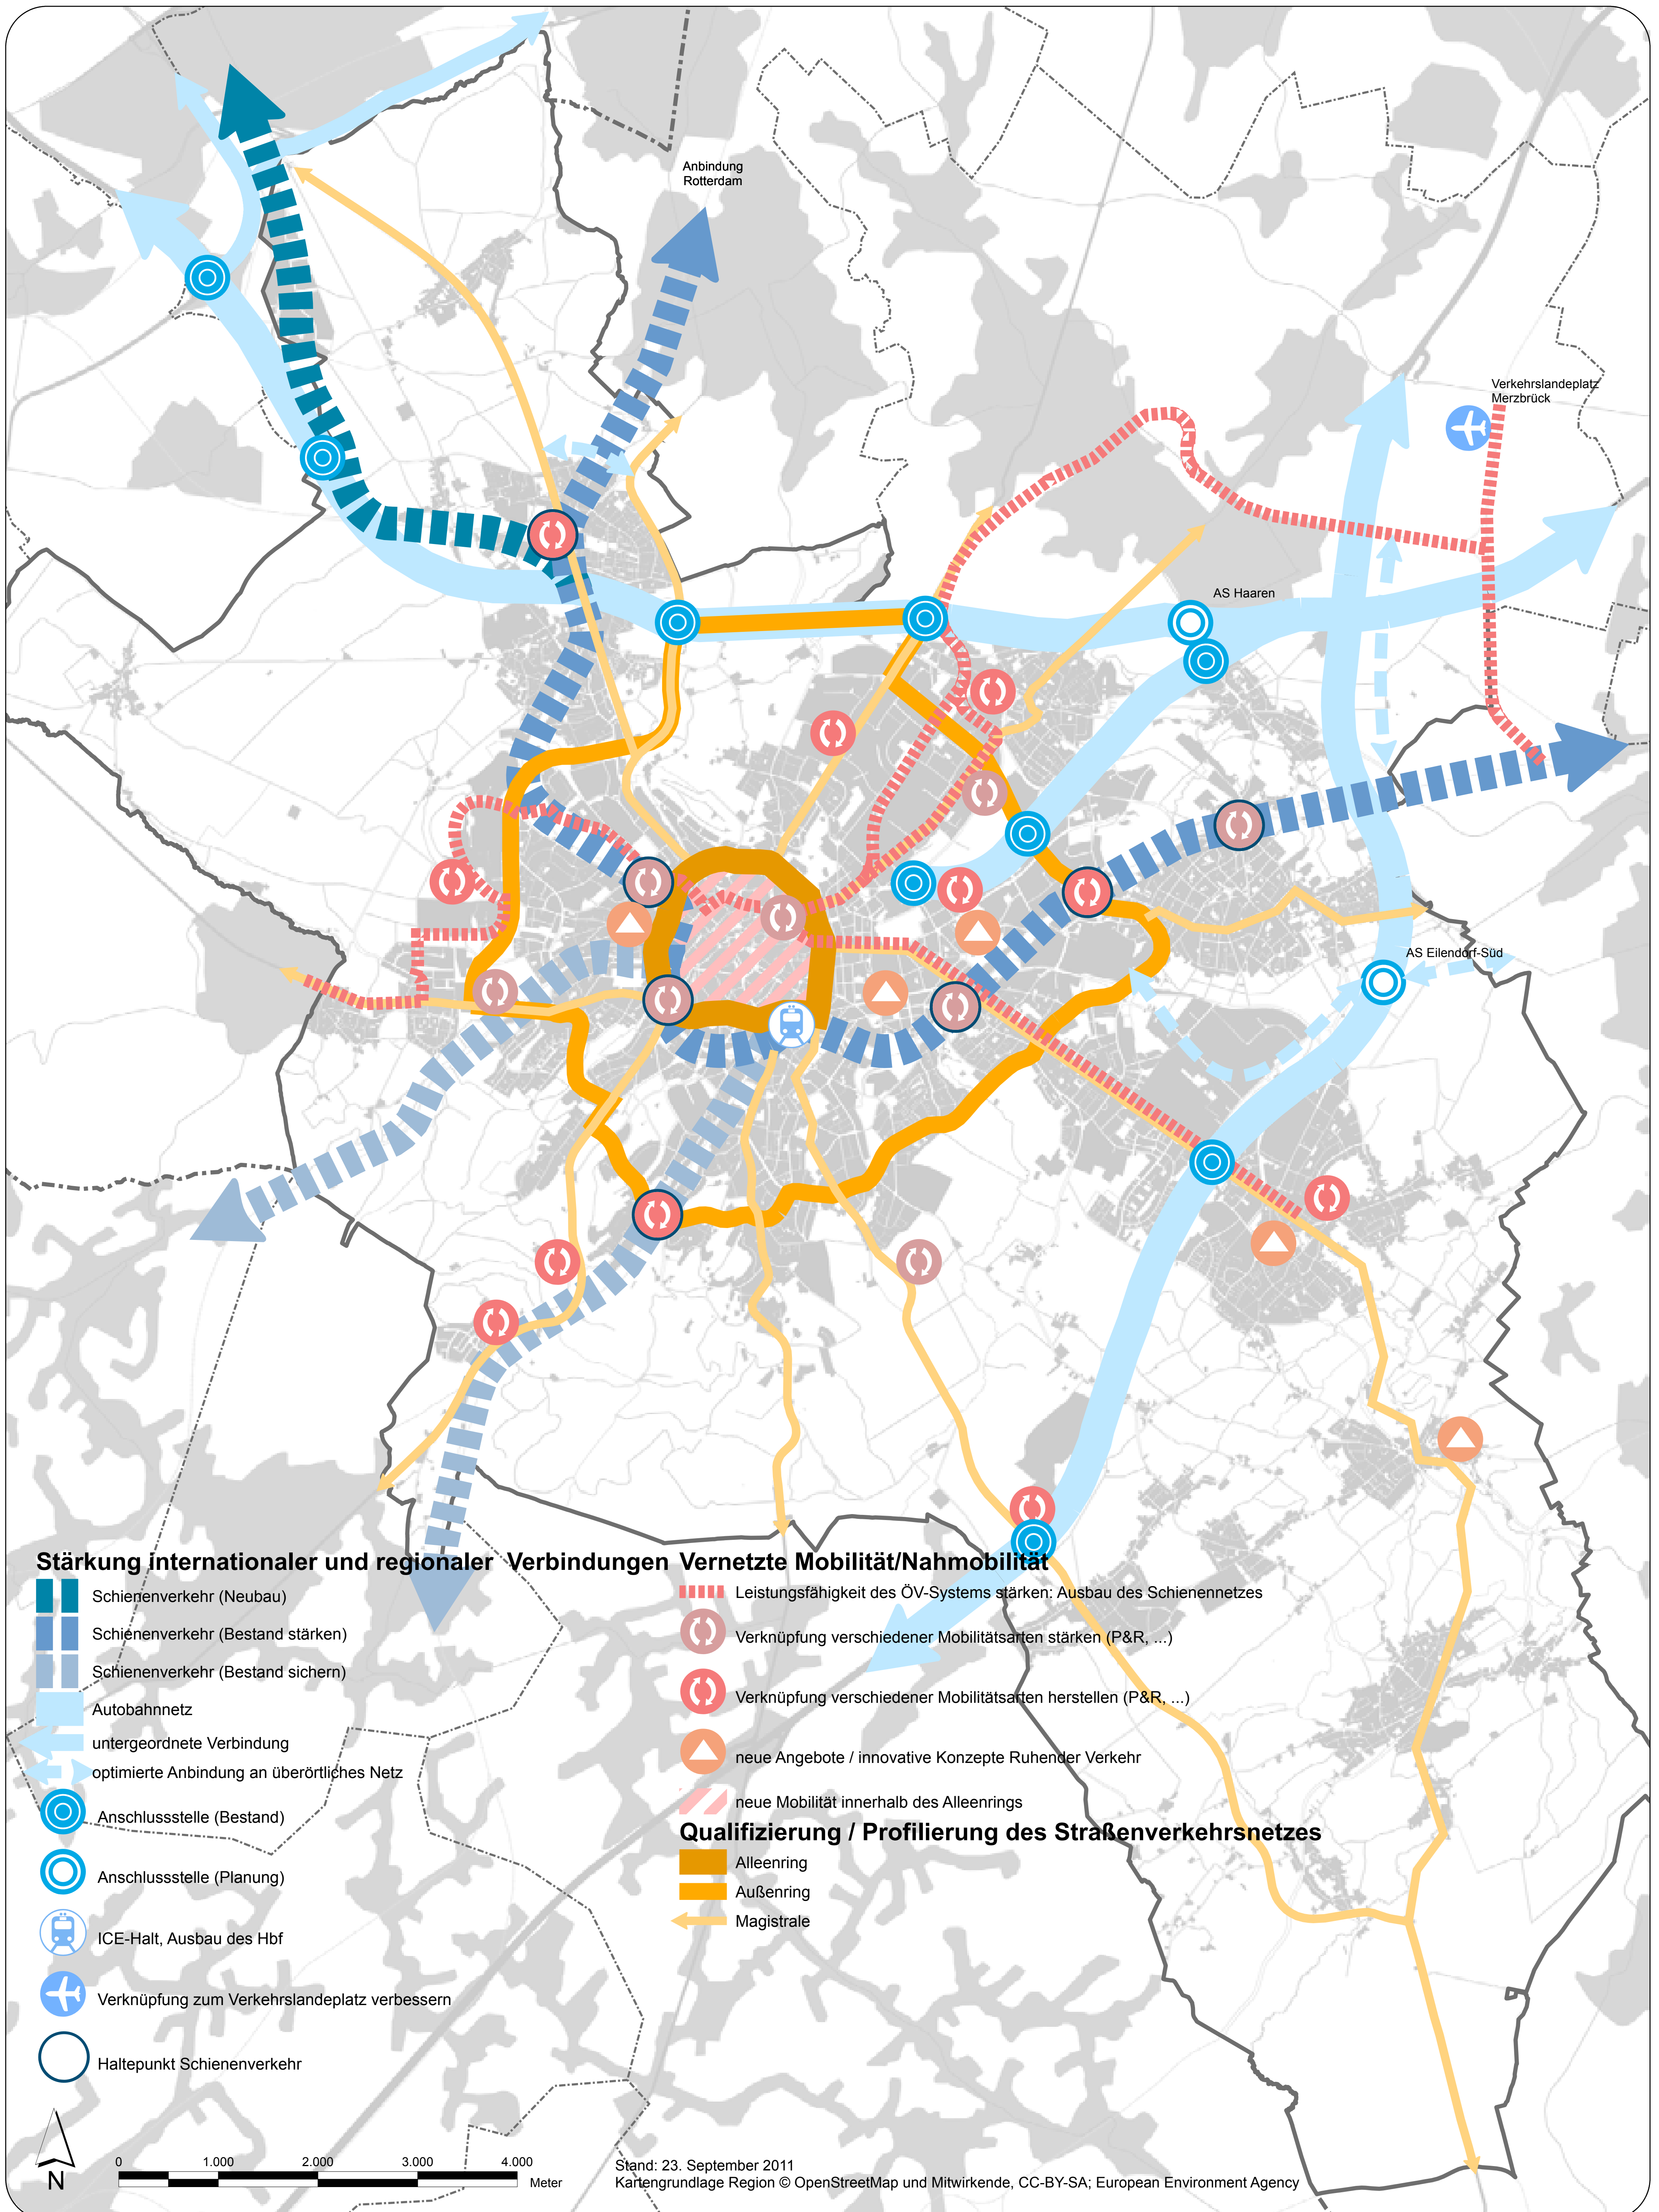 Anbindung
Rotterdam
Verkehrslandeplatz
Merzbrück
AS Haaren
AS Eilendorf-Süd
Stärkung internationaler und regionaler Verbindungen
Schienenverkehr (Neubau)
Schienenverkehr (Bestand stärken)
Schienenverkehr (Bestand sichern)
Autobahnnetz
untergeordnete Verbindung
optimierte Anbindung an überörtliches Netz
Anschlussstelle (Bestand)
Anschlussstelle (Planung)
ICE-Halt, Ausbau des Hbf
Verknüpfung zum Verkehrslandeplatz verbessern
Haltepunkt Schienenverkehr
Vernetzte Mobilität/Nahmobilität
Leistungsfähigkeit des ÖV-Systems stärken: Ausbau des Schienennetzes
Verknüpfung verschiedener Mobilitätsarten stärken (P&R, ...)
Verknüpfung verschiedener Mobilitätsarten herstellen (P&R, ...)
neue Angebote / innovative Konzepte Ruhender Verkehr
neue Mobilität innerhalb des Alleenrings
Qualifizierung / Profilierung des Straßenverkehrsnetzes
Alleenring
Außenring
Magistrale
N
0 1.000 2.000 3.000 4.000
Meter
Stand: 23. September 2011
Kartengrundlage Region © OpenStreetMap und Mitwirkende, CC-BY-SA; European Environment Agency